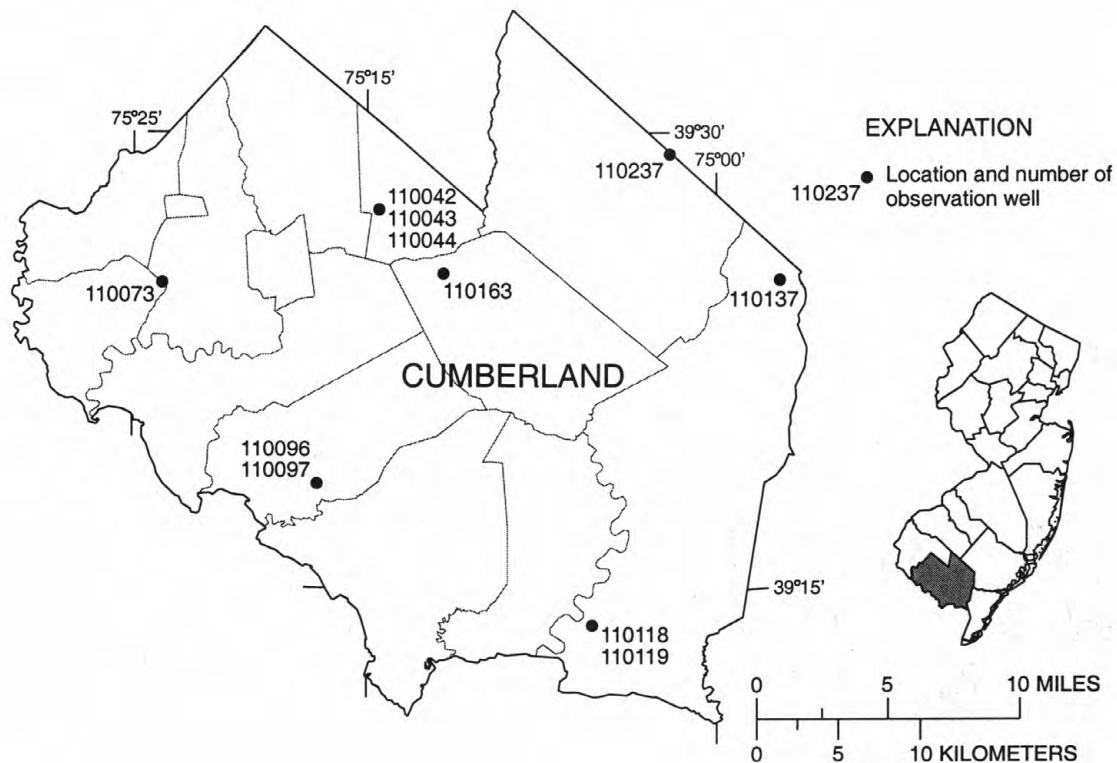 75°25'
75°15'
39°30'
75°00'
110237
EXPLANATION
110237 Location and number of
observation well
110042
110043
110044
110073
110163
110137
CUMBERLAND
110096
110097
39°15'
110118
110119
0 5 10 MILES
0 5 10 KILOMETERS